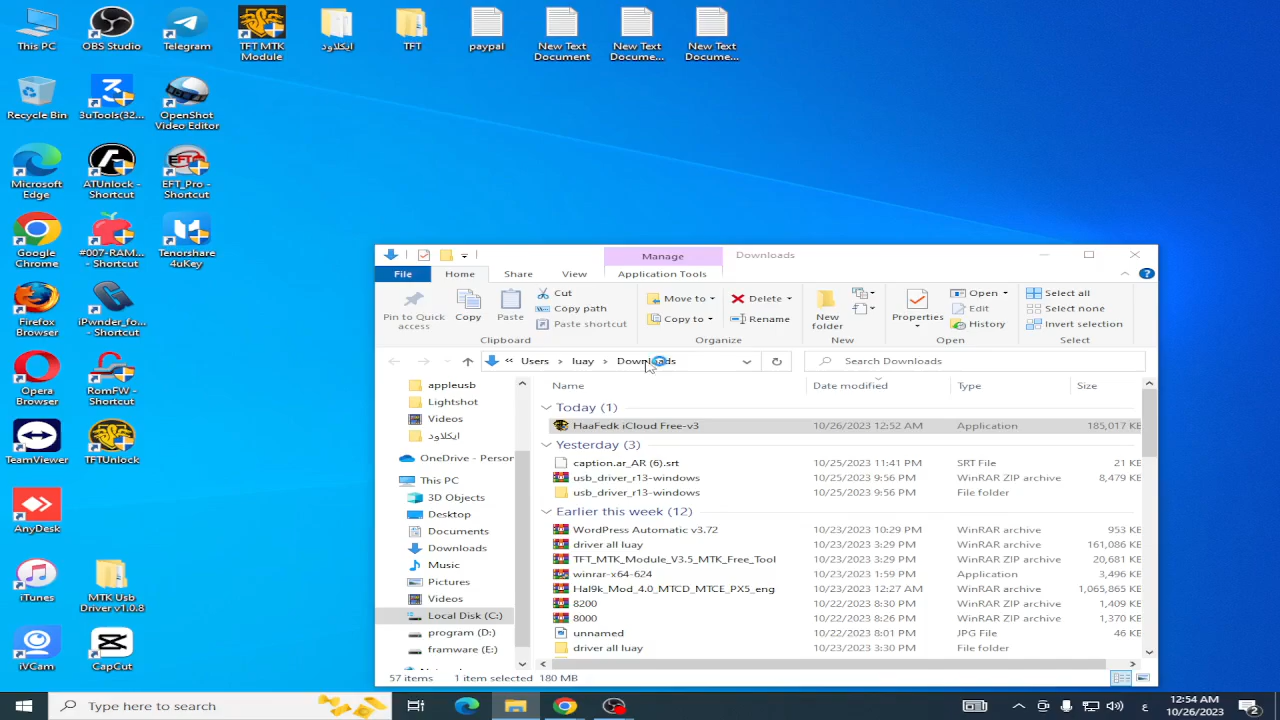 This PC
OBS Studio
Telegram
TFT MTK
Module
ايكلاود
TFT
paypal
New Text
Document
New Text
Docume...
New Text
Docume...
Recycle Bin
3uTools(32...
OpenShot
Video Editor
Microsoft
Edge
ATUnlock -
Shortcut
EFT_Pro -
Shortcut
Google
Chrome
#007-RAM...
- Shortcut
Tenorshare
4uKey
Firefox
Browser
iPwnder_fo...
- Shortcut
Opera
Browser
RomFW -
Shortcut
TeamViewer
TFTUnlock
AnyDesk
iTunes
MTK Usb
Driver v1.0.8
iVCam
CapCut
Manage
Downloads
File
Home
Share
View
Application Tools
Pin to Quick
access
Copy
Paste
Cut
Copy path
Paste shortcut
Clipboard
Move to
Copy to
Delete
Rename
Organize
New
folder
New
Properties
Open
Edit
History
Open
Select all
Select none
Invert selection
Select
« Users > luay > Downloads
Search Downloads
appleusb
Lightshot
Videos
ايكلاود
OneDrive - Person
This PC
3D Objects
Desktop
Documents
Downloads
Music
Pictures
Videos
Local Disk (C:)
program (D:)
framware (E:)
Name Date modified Type Size
Today (1)
HaaFedk iCloud Free-v3 10/26/2023 12:52 AM Application 185,017 KB
Yesterday (3)
caption.ar_AR (6).srt 10/25/2023 11:41 PM SRT File 21 KB
usb_driver_r13-windows 10/25/2023 9:56 PM WinRAR ZIP archive 8,479 KB
usb_driver_r13-windows 10/25/2023 9:56 PM File folder
Earlier this week (12)
WordPress Automatic v3.72 10/23/2023 10:29 PM WinRAR archive 953 KB
driver all luay 10/23/2023 3:29 PM WinRAR archive 161,086 KB
TFT_MTK_Module_V3.5_MTK_Free_Tool 10/23/2023 3:29 PM WinRAR ZIP archive 20,681 KB
winrar-x64-624 10/23/2023 1:59 PM Application 3,496 KB
Hal9k_Mod_4.0_MTCD_MTCE_PX5_eng 10/23/2023 12:27 AM WinRAR ZIP archive 1,065,865 KB
8200 10/22/2023 8:30 PM WinRAR ZIP archive 1,409 KB
8000 10/22/2023 8:26 PM WinRAR ZIP archive 1,370 KB
unnamed 10/22/2023 8:01 PM JPG File 46 KB
driver all luay 10/22/2023 3:30 PM File folder
57 items 1 item selected 180 MB
Type here to search
ع
12:54 AM
10/26/2023
2